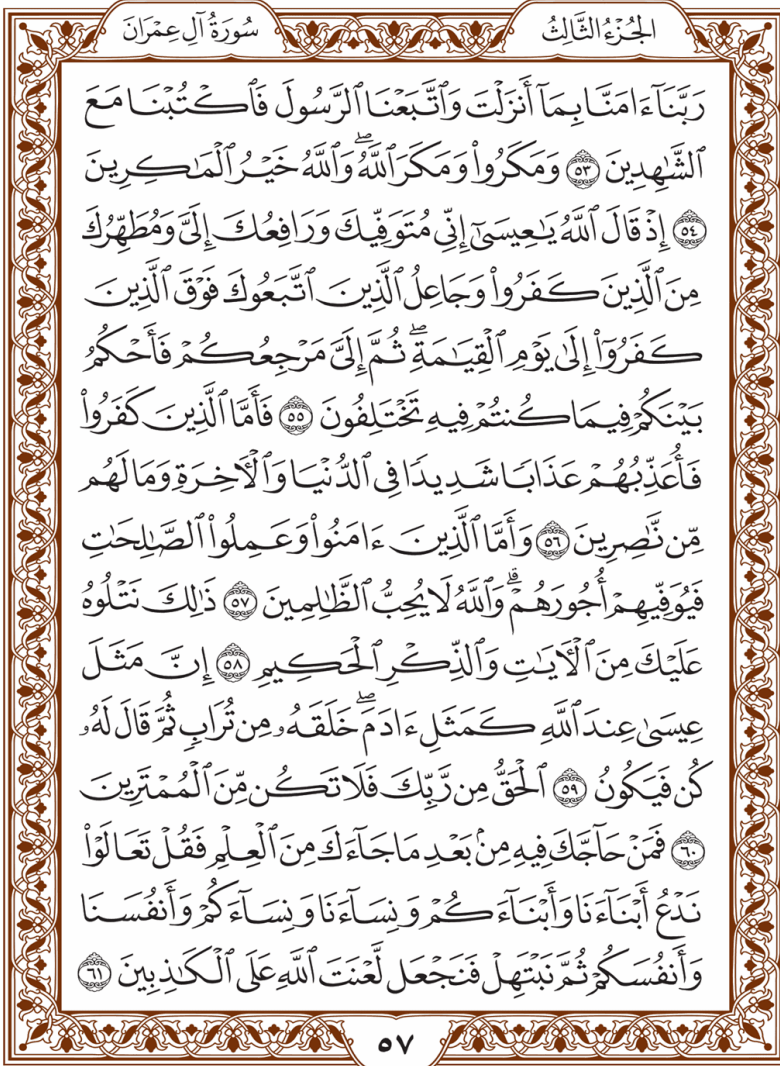 الجُزْءُ الثَّالِثُ
سُورَةُ آلِ عِمْرَانَ
رَبَّنَآ ءَامَنَّا بِمَآ أَنزَلْتَ وَٱتَّبَعْنَا ٱلرَّسُولَ فَٱكْتُبْنَا مَعَ
ٱلشَّٰهِدِينَ ٥٣ وَمَكَرُوا۟ وَمَكَرَ ٱللَّهُ ۖ وَٱللَّهُ خَيْرُ ٱلْمَٰكِرِينَ
٥٤ إِذْ قَالَ ٱللَّهُ يَٰعِيسَىٰٓ إِنِّى مُتَوَفِّيكَ وَرَافِعُكَ إِلَىَّ وَمُطَهِّرُكَ
مِنَ ٱلَّذِينَ كَفَرُوا۟ وَجَاعِلُ ٱلَّذِينَ ٱتَّبَعُوكَ فَوْقَ ٱلَّذِينَ
كَفَرُوٓا۟ إِلَىٰ يَوْمِ ٱلْقِيَٰمَةِ ۖ ثُمَّ إِلَىَّ مَرْجِعُكُمْ فَأَحْكُمُ
بَيْنَكُمْ فِيمَا كُنتُمْ فِيهِ تَخْتَلِفُونَ ٥٥ فَأَمَّا ٱلَّذِينَ كَفَرُوا۟
فَأُعَذِّبُهُمْ عَذَابًا شَدِيدًا فِى ٱلدُّنْيَا وَٱلْءَاخِرَةِ وَمَا لَهُم
مِّن نَّٰصِرِينَ ٥٦ وَأَمَّا ٱلَّذِينَ ءَامَنُوا۟ وَعَمِلُوا۟ ٱلصَّٰلِحَٰتِ
فَيُوَفِّيهِمْ أُجُورَهُمْ ۗ وَٱللَّهُ لَا يُحِبُّ ٱلظَّٰلِمِينَ ٥٧ ذَٰلِكَ نَتْلُوهُ
عَلَيْكَ مِنَ ٱلْءَايَٰتِ وَٱلذِّكْرِ ٱلْحَكِيمِ ٥٨ إِنَّ مَثَلَ
عِيسَىٰ عِندَ ٱللَّهِ كَمَثَلِ ءَادَمَ ۖ خَلَقَهُۥ مِن تُرَابٍ ثُمَّ قَالَ لَهُۥ
كُن فَيَكُونُ ٥٩ ٱلْحَقُّ مِن رَّبِّكَ فَلَا تَكُن مِّنَ ٱلْمُمْتَرِينَ
٦٠ فَمَنْ حَآجَّكَ فِيهِ مِنۢ بَعْدِ مَا جَآءَكَ مِنَ ٱلْعِلْمِ فَقُلْ تَعَالَوْا۟
نَدْعُ أَبْنَآءَنَا وَأَبْنَآءَكُمْ وَنِسَآءَنَا وَنِسَآءَكُمْ وَأَنفُسَنَا
وَأَنفُسَكُمْ ثُمَّ نَبْتَهِلْ فَنَجْعَل لَّعْنَتَ ٱللَّهِ عَلَى ٱلْكَٰذِبِينَ ٦١
٥٧